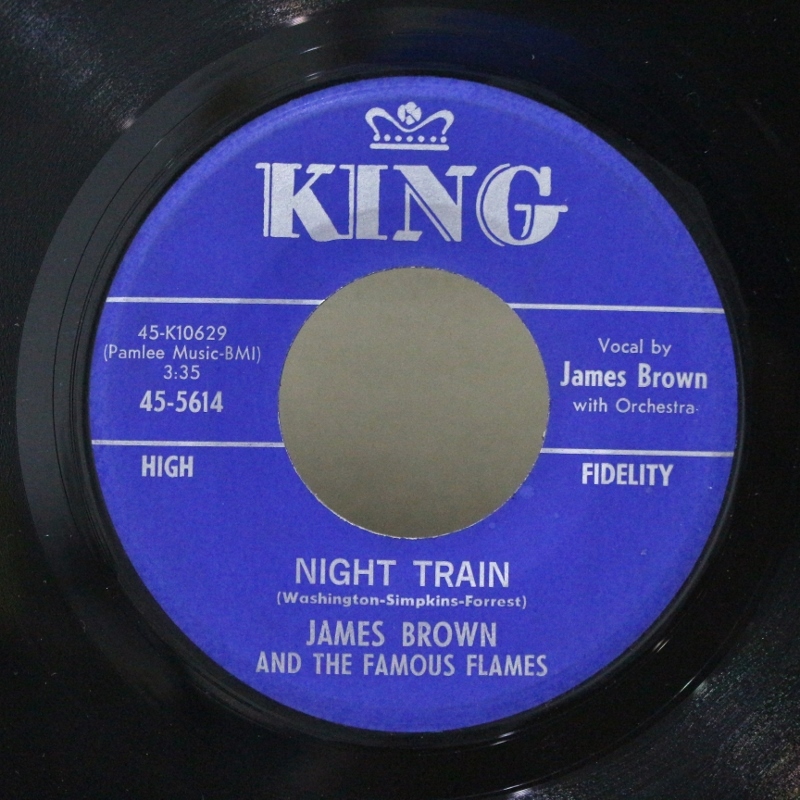 K
KING
45-K10629
(Pamlee Music-BMI)
3:35
45-5614
Vocal by
James Brown
with Orchestra
HIGH
FIDELITY
NIGHT TRAIN
(Washington-Simpkins-Forrest)
JAMES BROWN
AND THE FAMOUS FLAMES